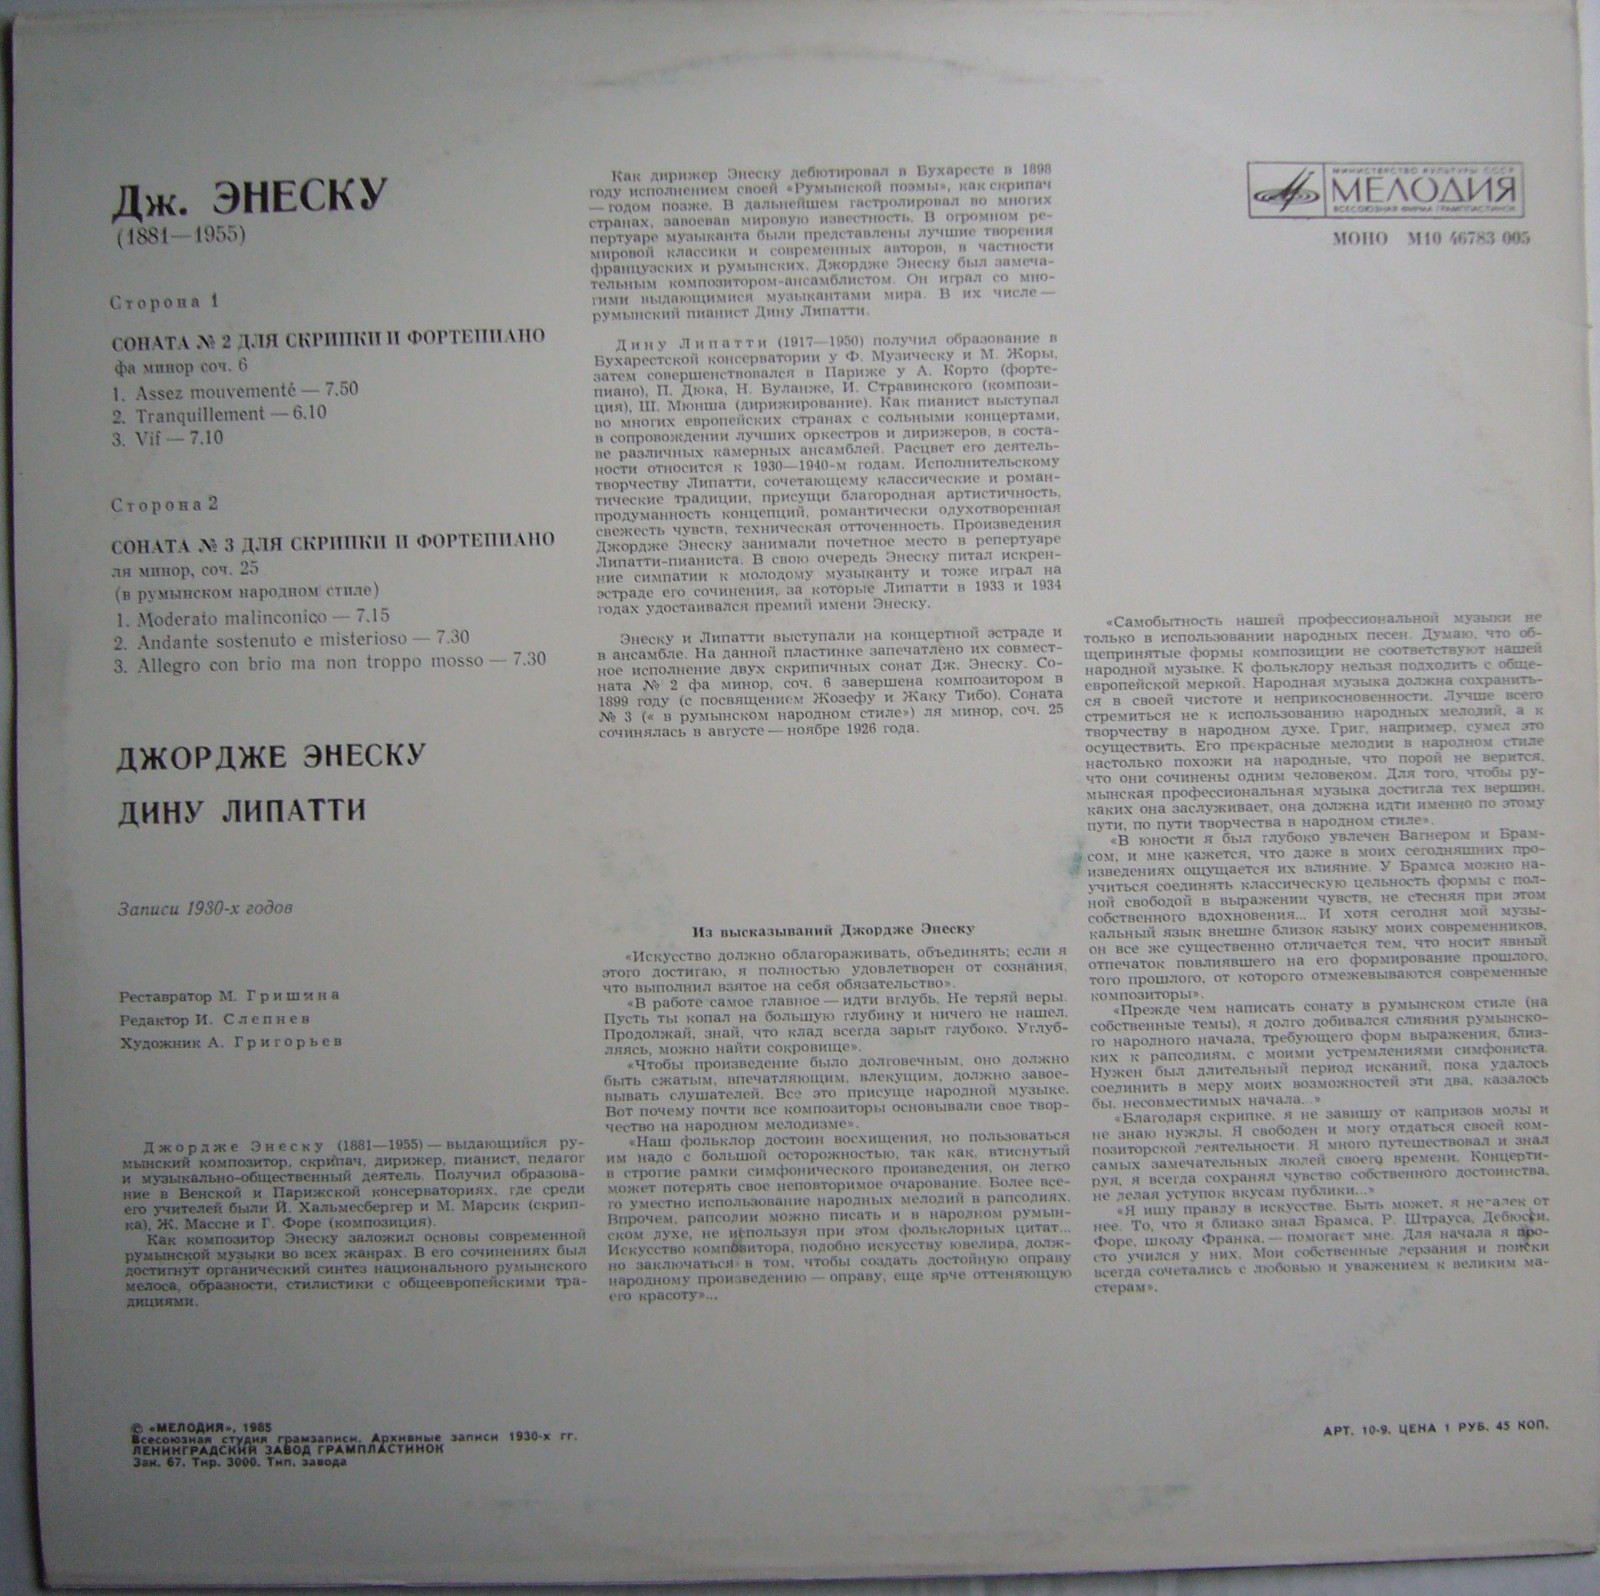 Дж. ЭНЕСКУ
(1881—1955)
Сторона 1
СОНАТА № 2 ДЛЯ СКРИПКИ И ФОРТЕПИАНО
фа минор соч. 6
1. Assez mouvementé — 7.50
2. Tranquillement — 6.10
3. Vif — 7.10
Сторона 2
СОНАТА № 3 ДЛЯ СКРИПКИ И ФОРТЕПИАНО
ля минор, соч. 25
(в румынском народном стиле)
1. Moderato malinconico — 7.15
2. Andante sostenuto e misterioso — 7.30
3. Allegro con brio ma non troppo mosso — 7.30
ДЖОРДЖЕ ЭНЕСКУ
ДИНУ ЛИПАТТИ
Записи 1930-х годов
Реставратор М. Гришина
Редактор И. Слепнев
Художник А. Григорьев
Джордже Энеску (1881—1955) — выдающийся ру-
мынский композитор, скрипач, дирижер, пианист, педагог
и музыкально-общественный деятель. Получил образова-
ние в Венской и Парижской консерваториях, где среди
его учителей были Й. Хальмесбергер и М. Марсик (скрип-
ка), Ж. Массне и Г. Форе (композиция).
Как композитор Энеску заложил основы современной
румынской музыки во всех жанрах. В его сочинениях был
достигнут органический синтез национального румынского
мелоса, образности, стилистики с общеевропейскими тра-
дициями.
Как дирижер Энеску дебютировал в Бухаресте в 1898
году исполнением своей «Румынской поэмы», как скрипач
— годом позже. В дальнейшем гастролировал во многих
странах, завоевав мировую известность. В огромном ре-
пертуаре музыканта были представлены лучшие творения
мировой классики и современных авторов, в частности
французских и румынских. Джордже Энеску был замеча-
тельным композитором-ансамблистом. Он играл со мно-
гими выдающимися музыкантами мира. В их числе —
румынский пианист Дину Липатти.
Дину Липатти (1917—1950) получил образование в
Бухарестской консерватории у Ф. Музическу и М. Жоры,
затем совершенствовался в Париже у А. Корто (форте-
пиано), П. Дюка, Н. Буланже, И. Стравинского (компози-
ция), Ш. Мюнша (дирижирование). Как пианист выступал
во многих европейских странах с сольными концертами,
в сопровождении лучших оркестров и дирижеров, в соста-
ве различных камерных ансамблей. Расцвет его деятель-
ности относится к 1930—1940-м годам. Исполнительскому
творчеству Липатти, сочетающему классические и роман-
тические традиции, присущи благородная артистичность,
продуманность концепций, романтически одухотворенная
свежесть чувств, техническая отточенность. Произведения
Джордже Энеску занимали почетное место в репертуаре
Липатти-пианиста. В свою очередь Энеску питал искрен-
ние симпатии к молодому музыканту и тоже играл на
эстраде его сочинения, за которые Липатти в 1933 и 1934
годах удостаивался премий имени Энеску.
Энеску и Липатти выступали на концертной эстраде и
в ансамбле. На данной пластинке запечатлено их совмест-
ное исполнение двух скрипичных сонат Дж. Энеску. Со-
ната № 2 фа минор, соч. 6 завершена композитором в
1899 году (с посвящением Жозефу и Жаку Тибо). Соната
№ 3 (« в румынском народном стиле») ля минор, соч. 25
сочинялась в августе — ноябре 1926 года.
Из высказываний Джордже Энеску
«Искусство должно облагораживать, объединять; если я
этого достигаю, я полностью удовлетворен от сознания,
что выполнил взятое на себя обязательство».
«В работе самое главное — идти вглубь. Не теряй веры.
Пусть ты копал на большую глубину и ничего не нашел.
Продолжай, знай, что клад всегда зарыт глубоко. Углуб-
ляясь, можно найти сокровище».
«Чтобы произведение было долговечным, оно должно
быть сжатым, впечатляющим, влекущим, должно завое-
вывать слушателей. Все это присуще народной музыке.
Вот почему почти все композиторы основывали свое твор-
чество на народном мелодизме».
«Наш фольклор достоин восхищения, но пользоваться
им надо с большой осторожностью, так как, втиснутый
в строгие рамки симфонического произведения, он легко
может потерять свое неповторимое очарование. Более все-
го уместно использование народных мелодий в рапсодиях.
Впрочем, рапсодии можно писать и в народном румын-
ском духе, не используя при этом фольклорных цитат...
Искусство композитора, подобно искусству ювелира, долж-
но заключаться в том, чтобы создать достойную оправу
народному произведению — оправу, еще ярче оттеняющую
его красоту»...
МИНИСТЕРСТВО КУЛЬТУРЫ СССР
МЕЛОДИЯ
ВСЕСОЮЗНАЯ ФИРМА ГРАМПЛАСТИНОК
МОНО М10 46783 005
«Самобытность нашей профессиональной музыки не
только в использовании народных песен. Думаю, что об-
щепринятые формы композиции не соответствуют нашей
народной музыке. К фольклору нельзя подходить с обще-
европейской меркой. Народная музыка должна сохранить-
ся в своей чистоте и неприкосновенности. Лучше всего
стремиться не к использованию народных мелодий, а к
творчеству в народном духе. Григ, например, сумел это
осуществить. Его прекрасные мелодии в народном стиле
настолько похожи на народные, что порой не верится,
что они сочинены одним человеком. Для того, чтобы ру-
мынская профессиональная музыка достигла тех вершин,
каких она заслуживает, она должна идти именно по этому
пути, по пути творчества в народном стиле».
«В юности я был глубоко увлечен Вагнером и Брам-
сом, и мне кажется, что даже в моих сегодняшних про-
изведениях ощущается их влияние. У Брамса можно на-
учиться соединять классическую цельность формы с пол-
ной свободой в выражении чувств, не стесняя при этом
собственного вдохновения... И хотя сегодня мой музы-
кальный язык внешне близок языку моих современников,
он все же существенно отличается тем, что носит явный
отпечаток повлиявшего на его формирование прошлого,
того прошлого, от которого отмежевываются современные
композиторы».
«Прежде чем написать сонату в румынском стиле (на
собственные темы), я долго добивался слияния румынско-
го народного начала, требующего форм выражения, близ-
ких к рапсодиям, с моими устремлениями симфониста.
Нужен был длительный период исканий, пока удалось
соединить в меру моих возможностей эти два, казалось
бы, несовместимых начала...»
«Благодаря скрипке, я не завишу от капризов моды и
не знаю нужды. Я свободен и могу отдаться своей ком-
позиторской деятельности. Я много путешествовал и знал
самых замечательных людей своего времени. Концерти-
руя, я всегда сохранял чувство собственного достоинства,
не делая уступок вкусам публики...»
«Я ищу правду в искусстве. Быть может, я недалек от
нее. То, что я близко знал Брамса, Р. Штрауса, Дебюсси,
Форе, школу Франка, — помогает мне. Для начала я про-
сто учился у них. Мои собственные дерзания и поиски
всегда сочетались с любовью и уважением к великим ма-
стерам».
© «МЕЛОДИЯ», 1985
Всесоюзная студия грамзаписи. Архивные записи 1930-х гг.
ЛЕНИНГРАДСКИЙ ЗАВОД ГРАМПЛАСТИНОК
Зак. 67. Тир. 3000. Тип. завода
АРТ. 10-9. ЦЕНА 1 РУБ. 45 КОП.